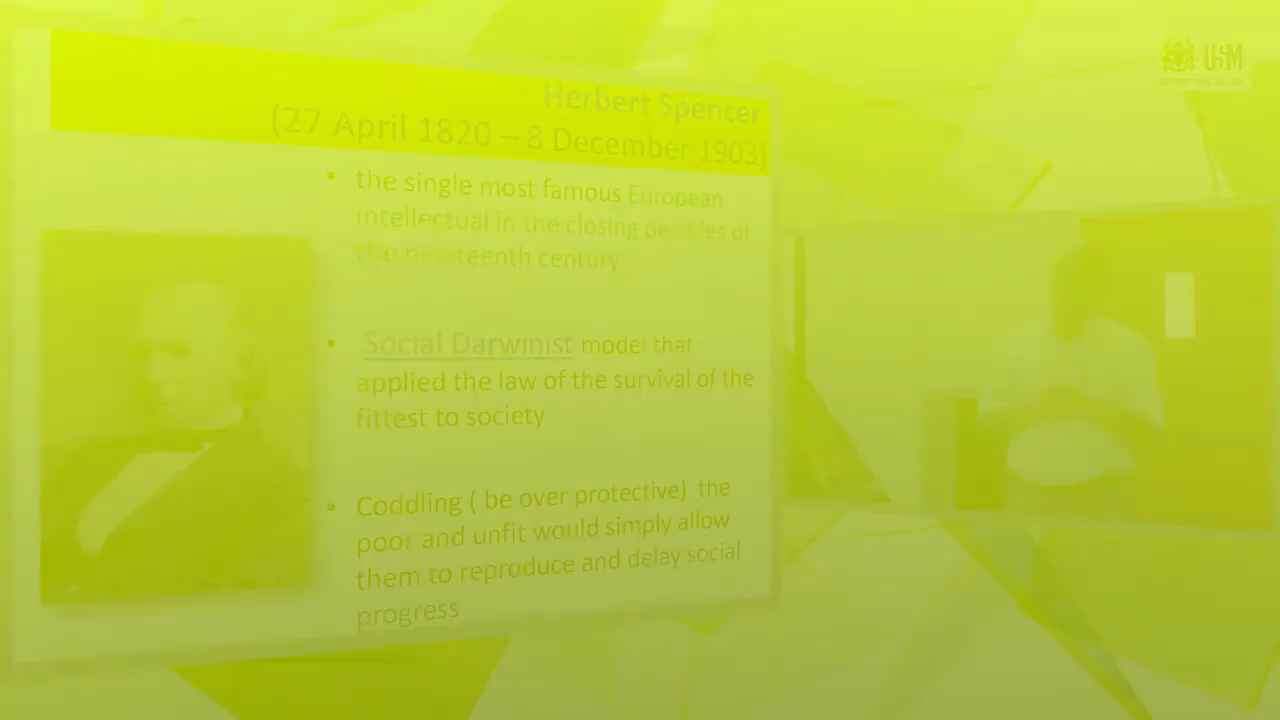 USM
Herbert Spencer
(27 April 1820 – 8 December 1903)
• the single most famous European
intellectual in the closing decades of
the nineteenth century
• Social Darwinist model that
applied the law of the survival of the
fittest to society
• Coddling ( be over protective) the
poor and unfit would simply allow
them to reproduce and delay social
progress